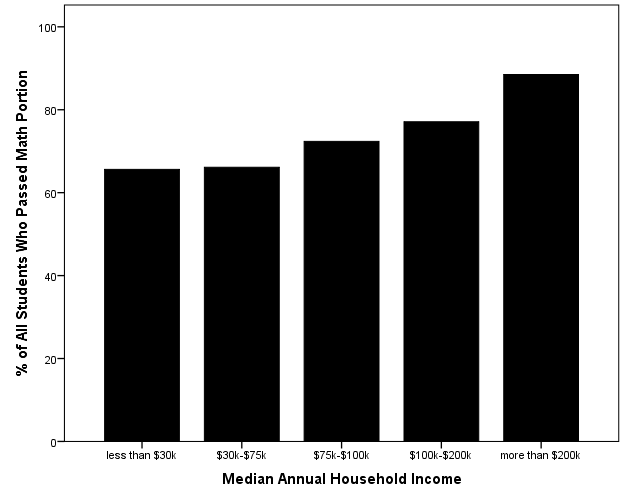 % of All Students Who Passed Math Portion
100
80
60
40
20
0
less than $30k
$30k-$75k
$75k-$100k
$100k-$200k
more than $200k
Median Annual Household Income